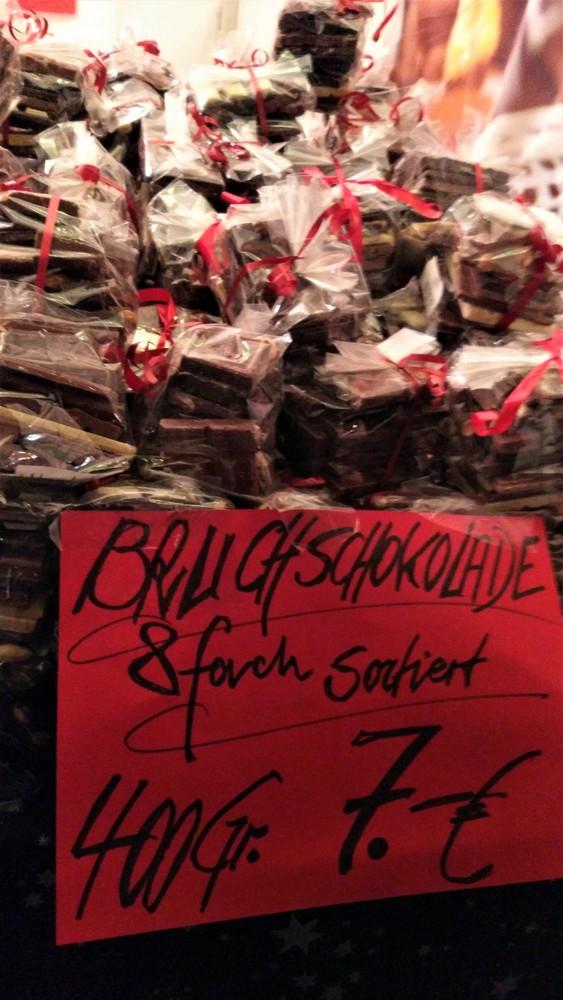 BRUCHSCHOKOLADE
8fach Sortiert
400Gr. 7.-€